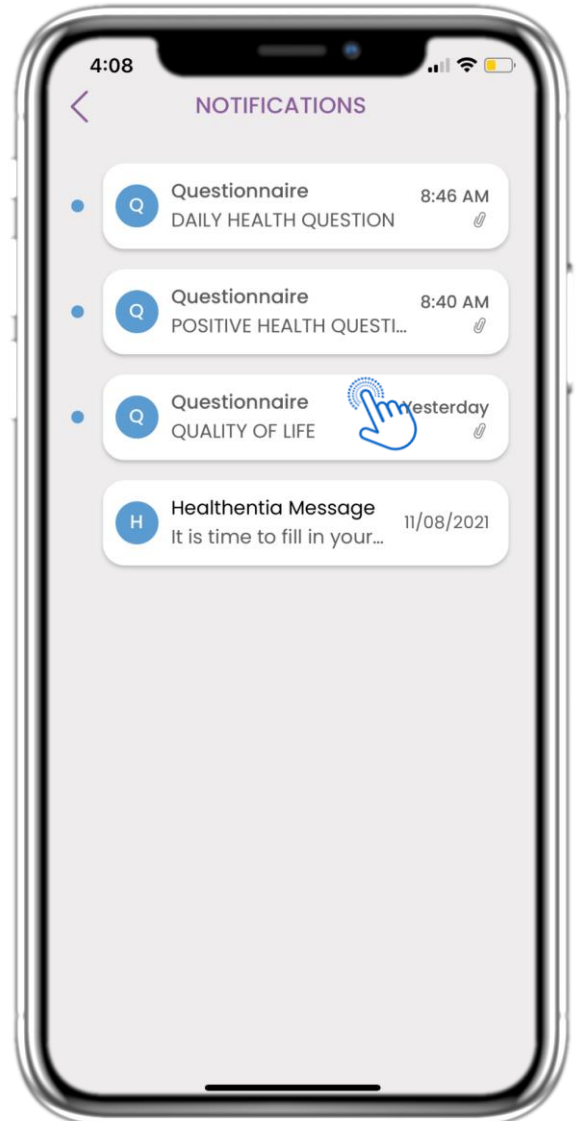 4:08
NOTIFICATIONS
Q
Questionnaire
8:46 AM
DAILY HEALTH QUESTION
Q
Questionnaire
8:40 AM
POSITIVE HEALTH QUESTI...
Q
Questionnaire
Yesterday
QUALITY OF LIFE
H
Healthentia Message
11/08/2021
It is time to fill in your...